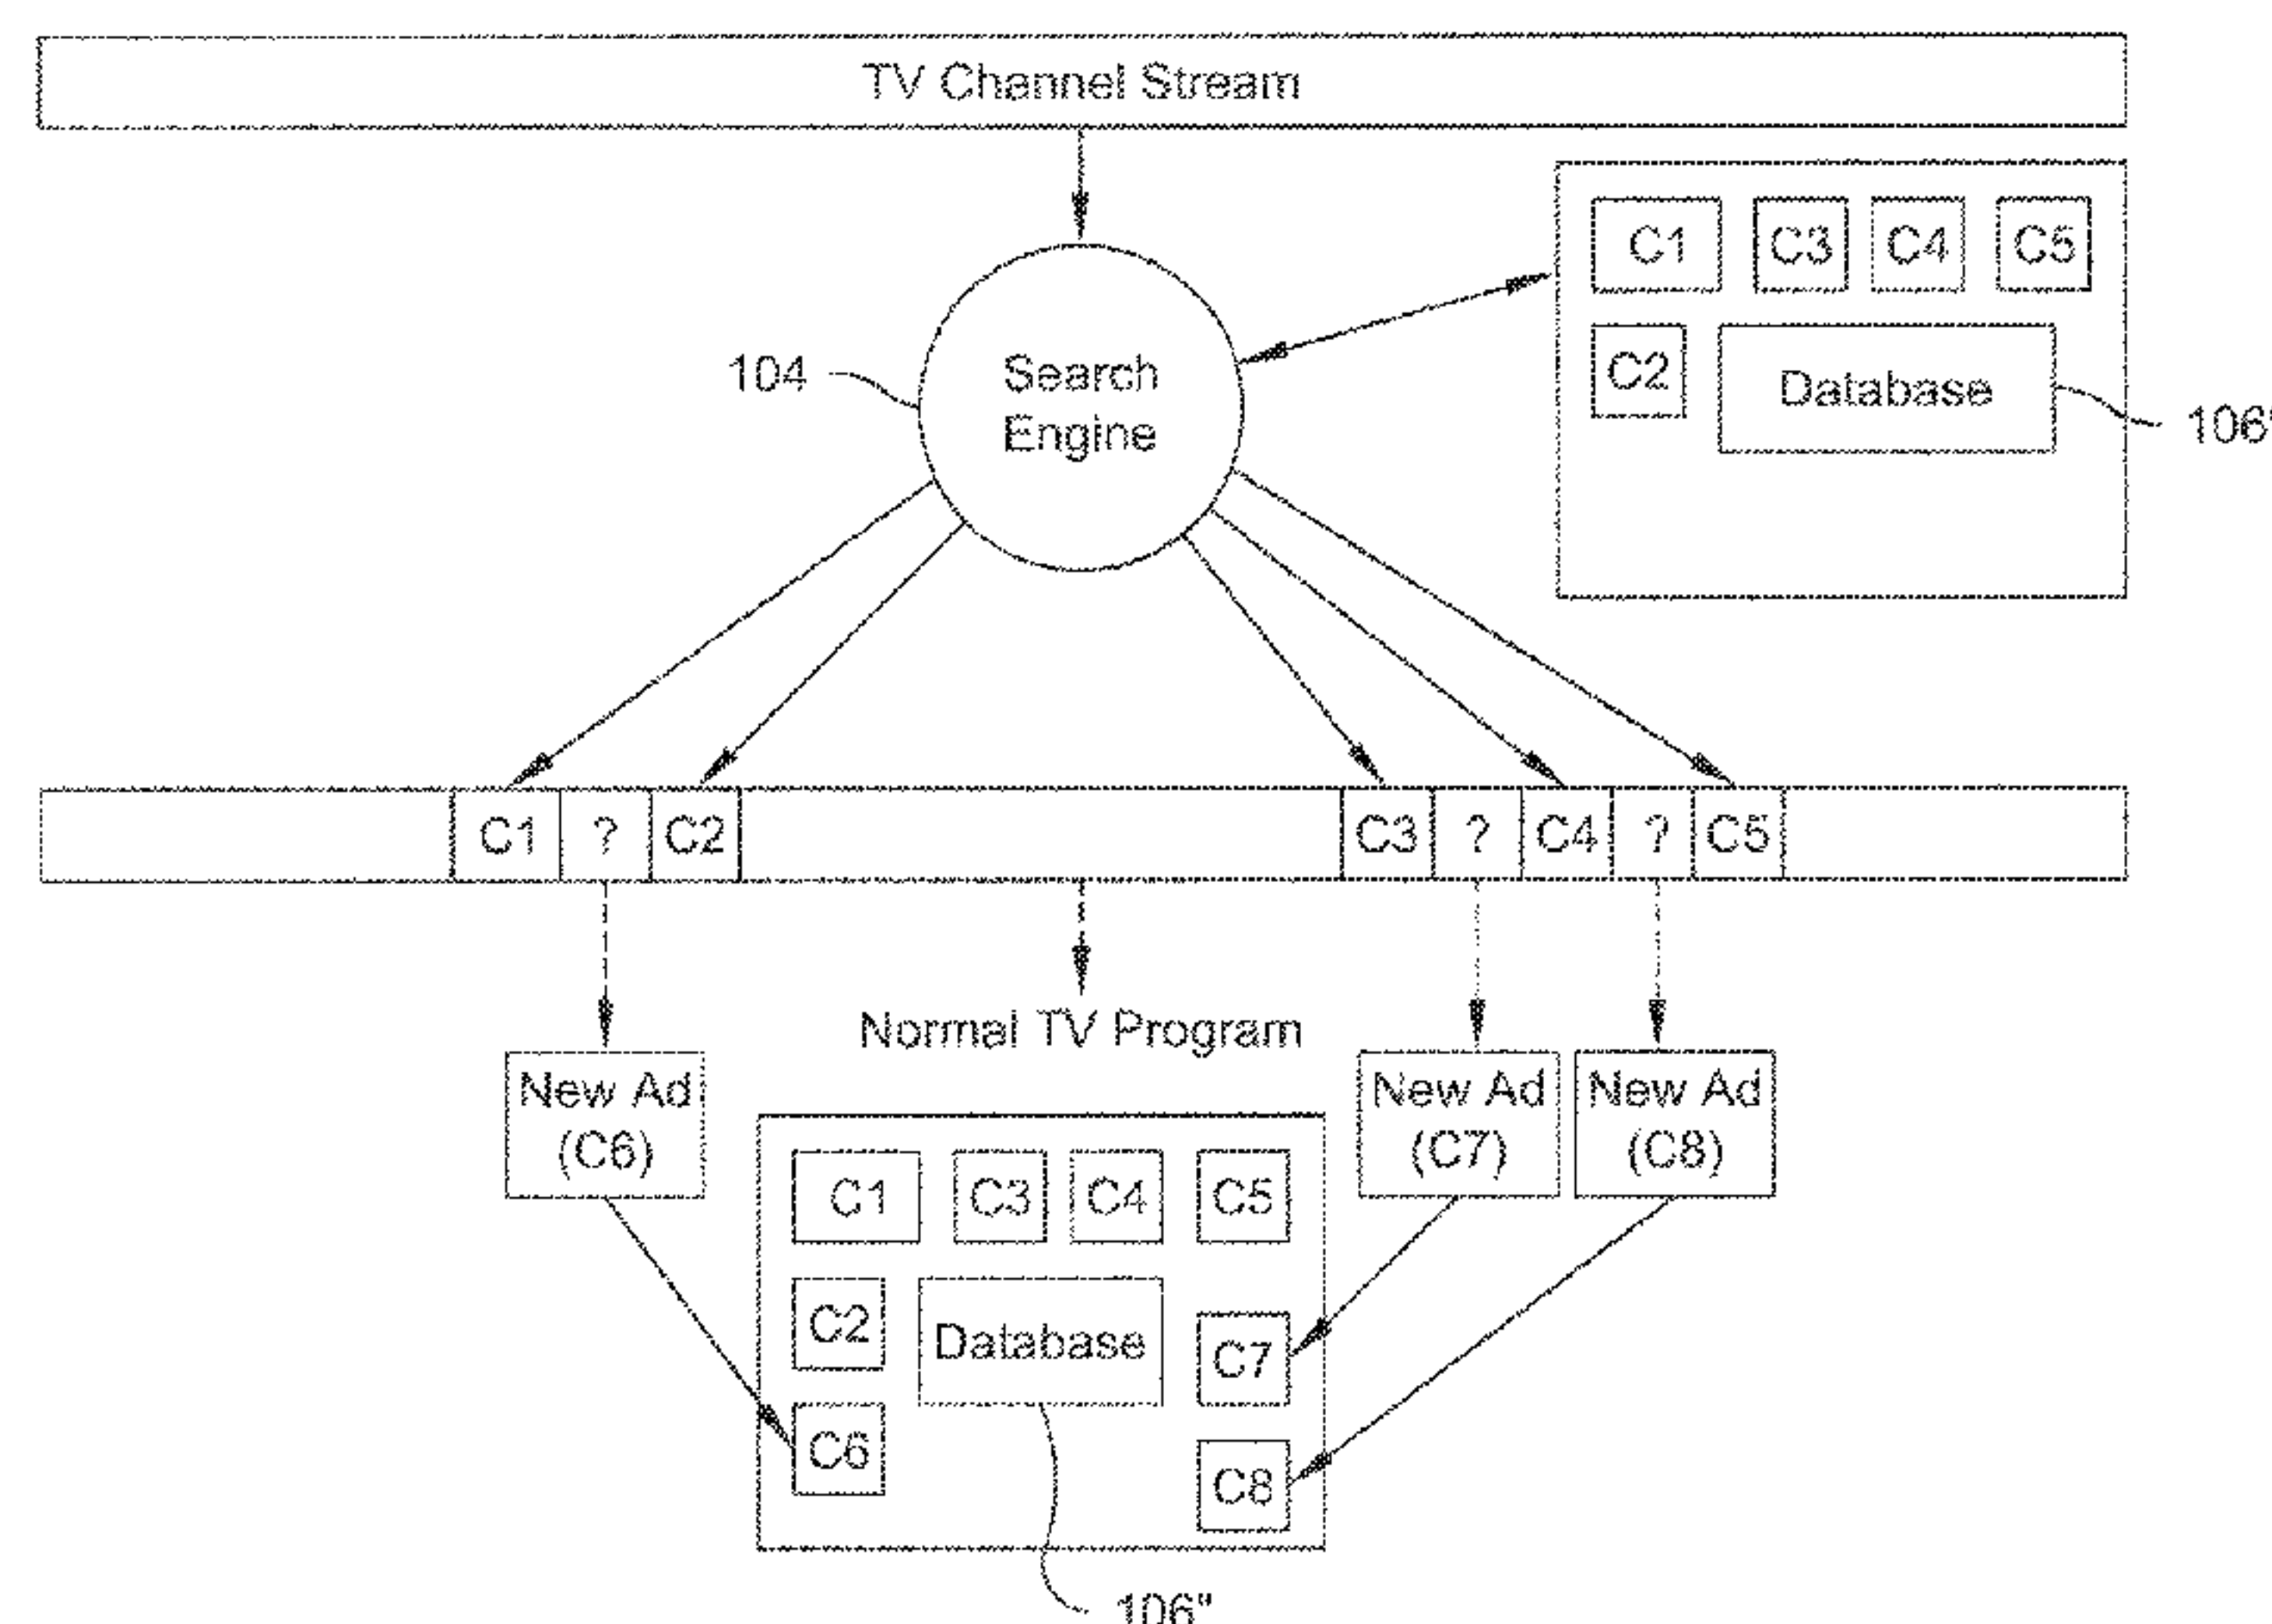 TV Channel Stream
C1 C3 C4 C5
104
Search
Engine
C2
Database
106'
C1 ? C2 C3 ? C4 ? C5
Normal TV Program
New Ad
(C6)
New Ad
(C7)
New Ad
(C8)
C1 C3 C4 C5
C2
Database
C7
C6
C8
106"